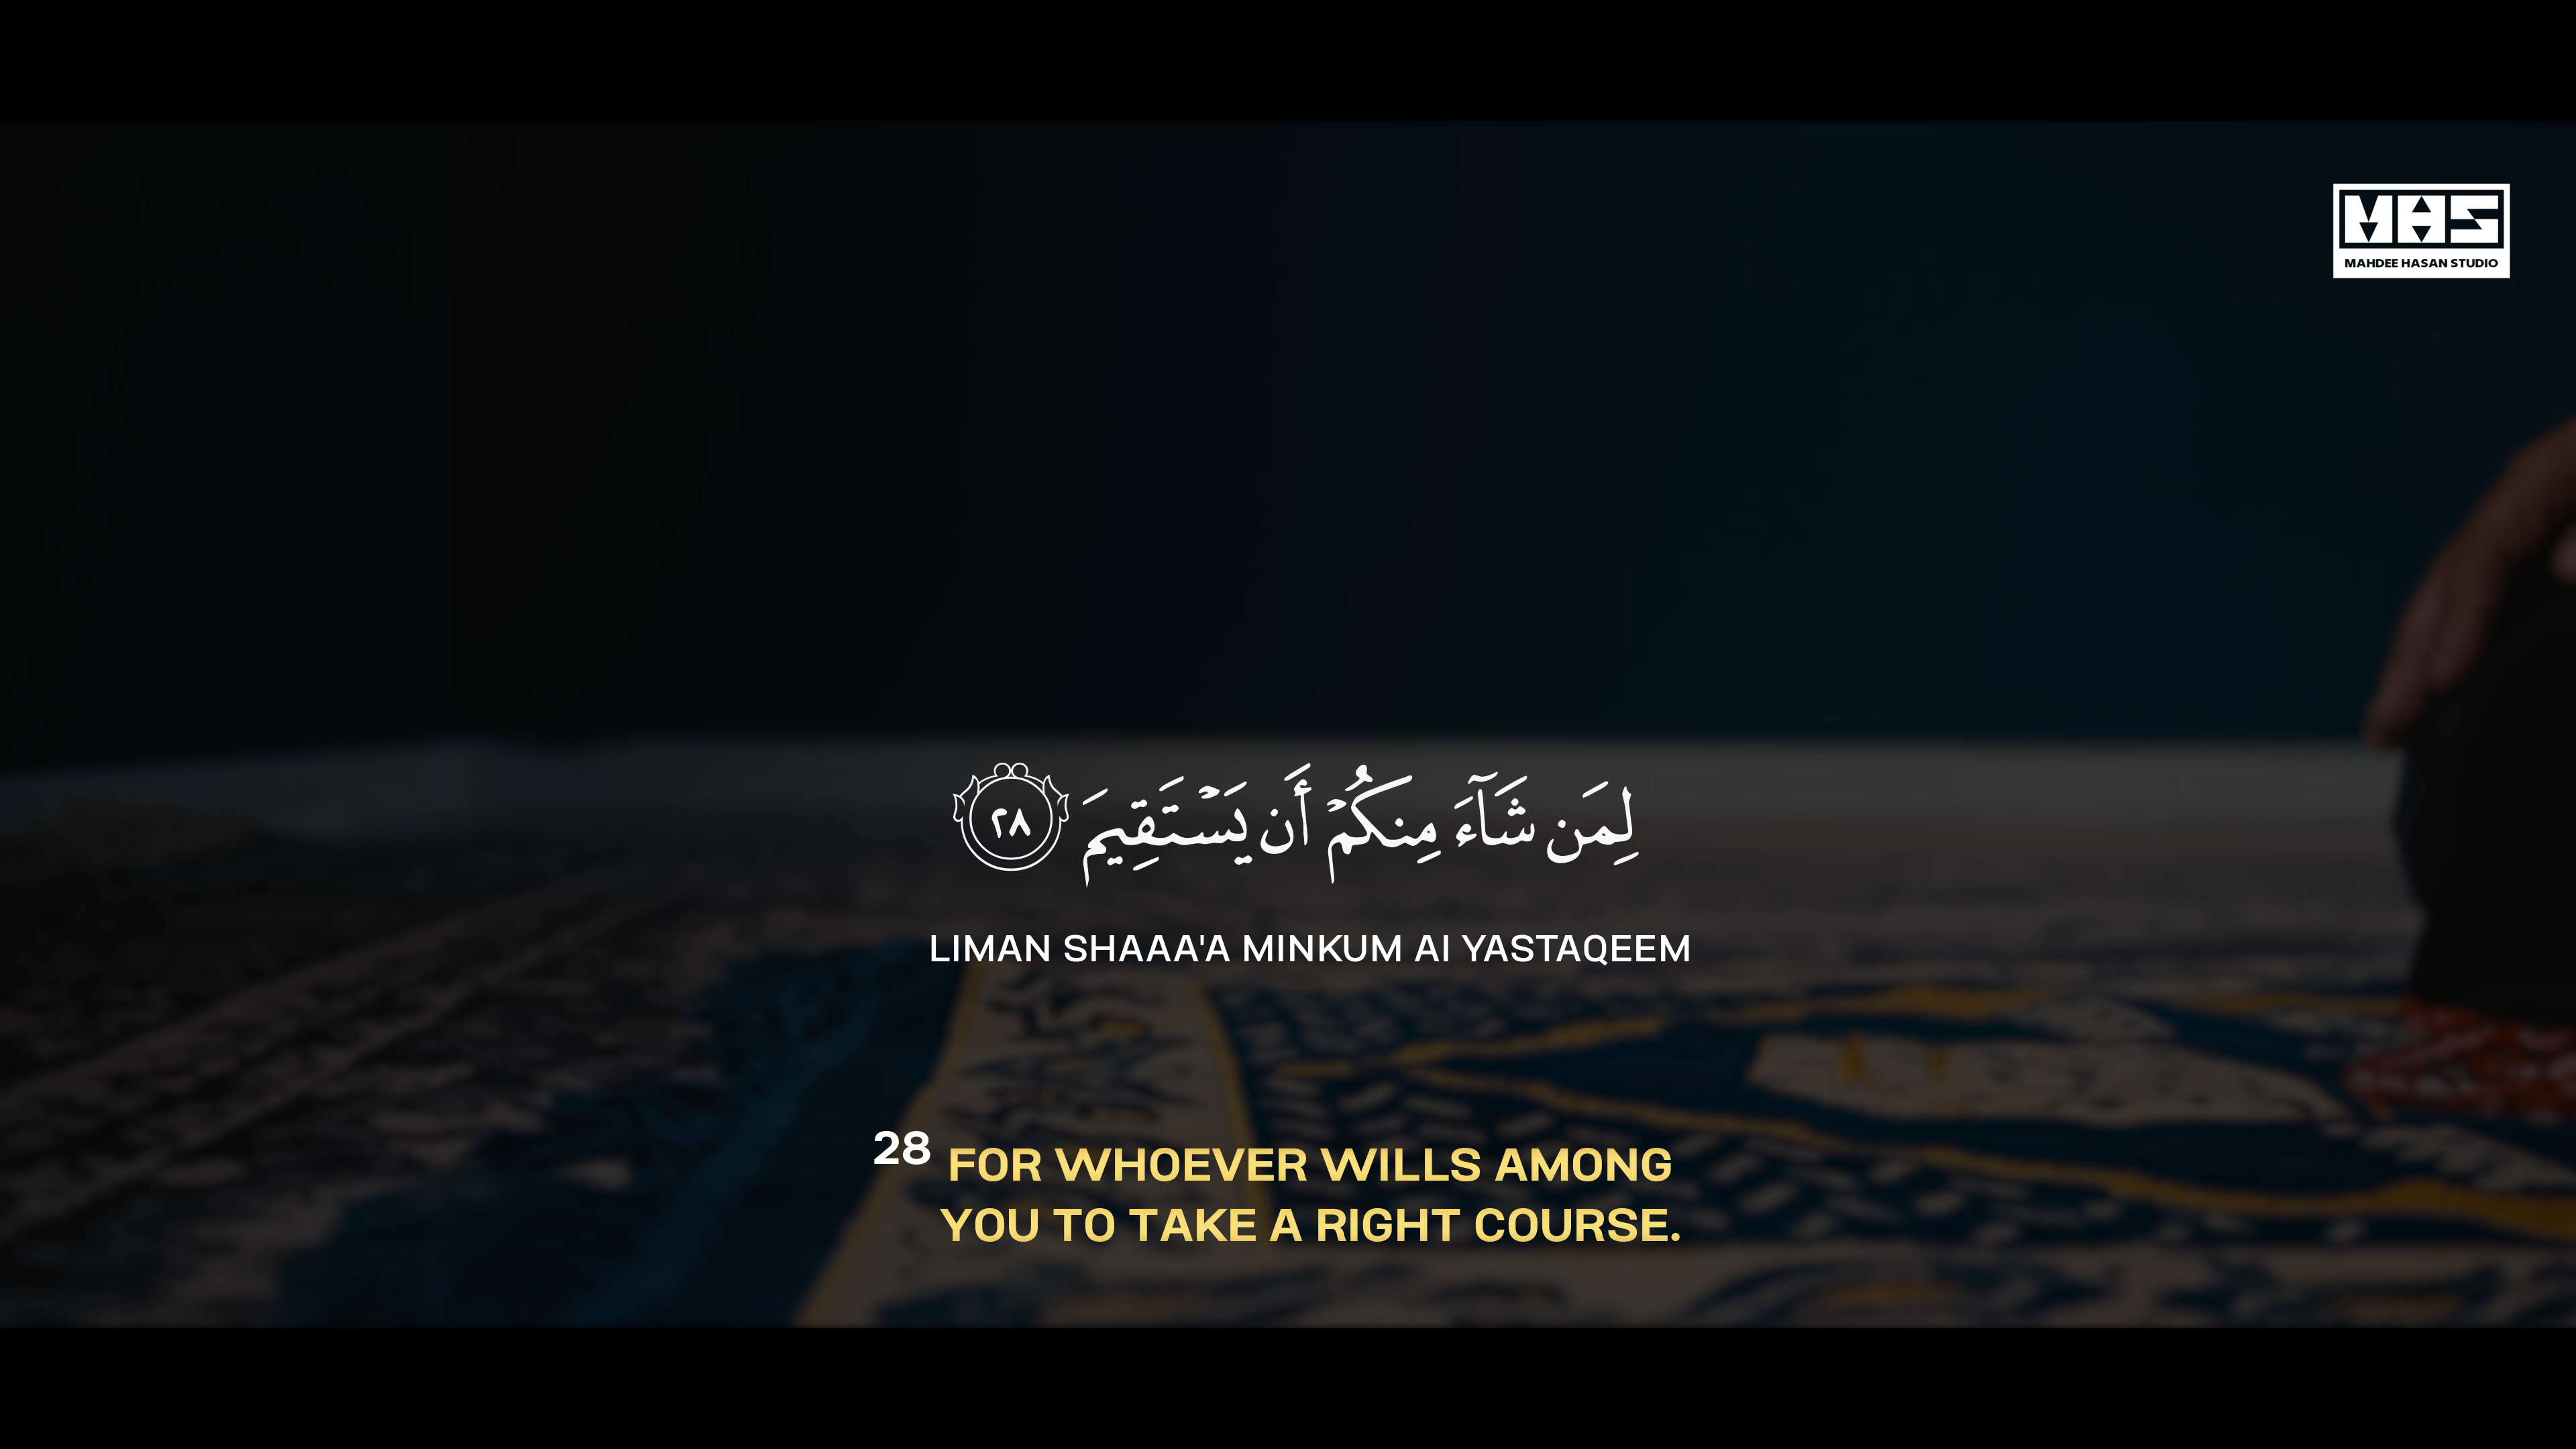 MAHDEE HASAN STUDIO
لِمَن شَآءَ مِنكُمْ أَن يَسْتَقِيمَ ٢٨
LIMAN SHAAA'A MINKUM AI YASTAQEEM
28 FOR WHOEVER WILLS AMONG
YOU TO TAKE A RIGHT COURSE.